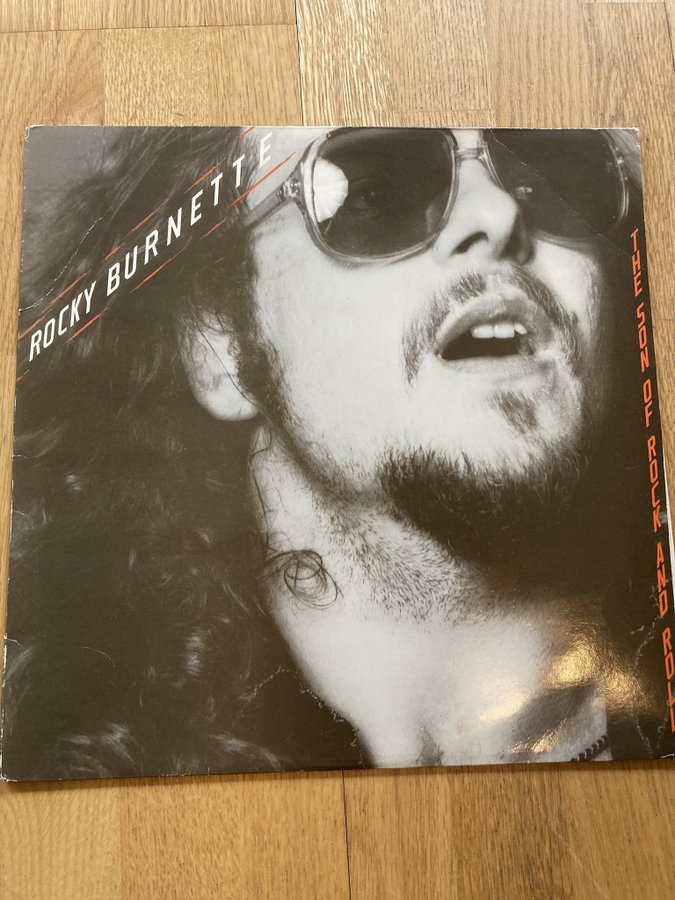 ROCKY BURNETTE
THE SON OF ROCK AND ROLL